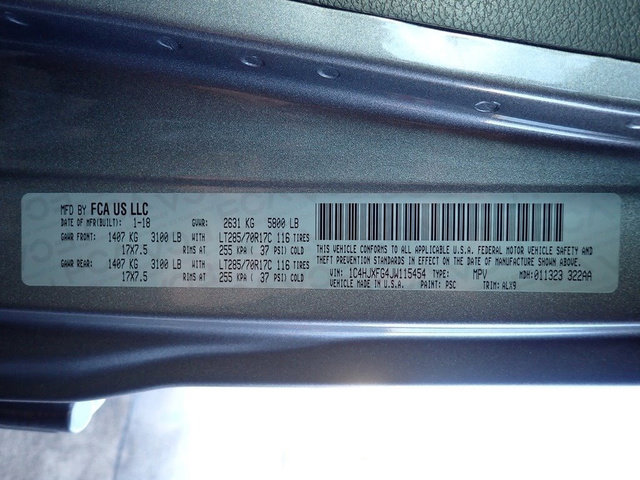 MFD BY FCA US LLC
DATE OF MFR(BUILT): 1-18 GVWR: 2631 KG 5800 LB
GAWR FRONT: 1407 KG 3100 LB WITH LT285/70R17C 116 TIRES
17X7.5 RIMS AT 255 KPA ( 37 PSI) COLD
GAWR REAR: 1407 KG 3100 LB WITH LT285/70R17C 116 TIRES
17X7.5 RIMS AT 255 KPA ( 37 PSI) COLD
THIS VEHICLE CONFORMS TO ALL APPLICABLE U.S.A. FEDERAL MOTOR VEHICLE SAFETY
AND THEFT PREVENTION STANDARDS IN EFFECT ON THE DATE OF MANUFACTURE SHOWN ABOVE.
VIN: 1C4HJXFG4JW115454 TYPE: MPV MDH: 011323 322AA
VEHICLE MADE IN U.S.A. PAINT: PSC TRIM: ALX9